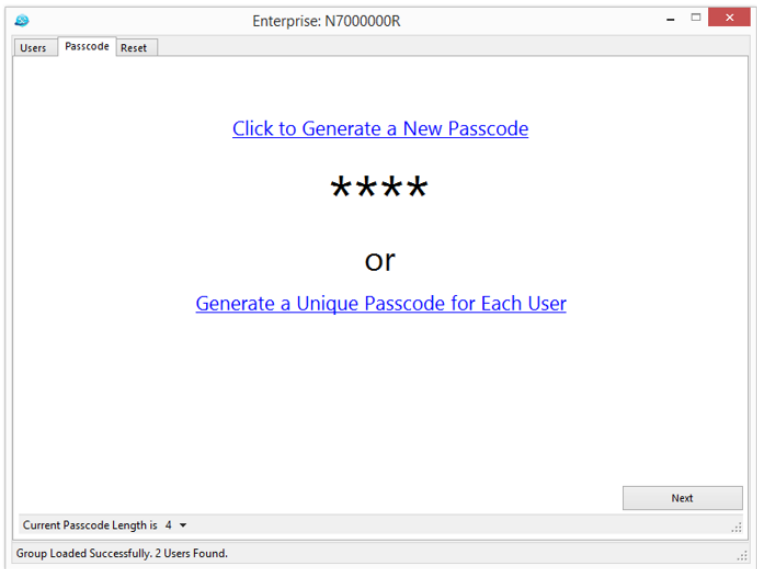 Enterprise: N7000000R
Users Passcode Reset
Click to Generate a New Passcode
****
or
Generate a Unique Passcode for Each User
Next
Current Passcode Length is 4
Group Loaded Successfully. 2 Users Found.